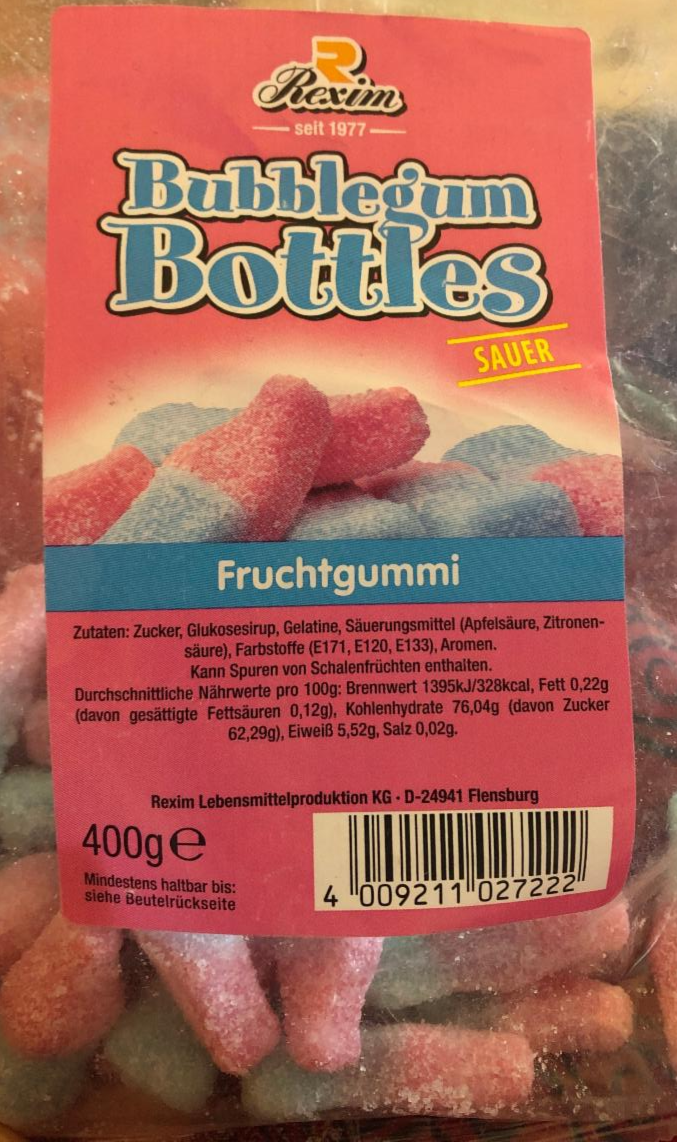 R
Rexim
seit 1977
Bubblegum
Bottles
SAUER
Fruchtgummi
Zutaten: Zucker, Glukosesirup, Gelatine, Säuerungsmittel (Apfelsäure, Zitronen-
säure), Farbstoffe (E171, E120, E133), Aromen.
Kann Spuren von Schalenfrüchten enthalten.
Durchschnittliche Nährwerte pro 100g: Brennwert 1395kJ/328kcal, Fett 0,22g
(davon gesättigte Fettsäuren 0,12g), Kohlenhydrate 76,04g (davon Zucker
62,29g), Eiweiß 5,52g, Salz 0,02g.
Rexim Lebensmittelproduktion KG · D-24941 Flensburg
400g e
Mindestens haltbar bis:
siehe Beutelrückseite
4 009211 027222